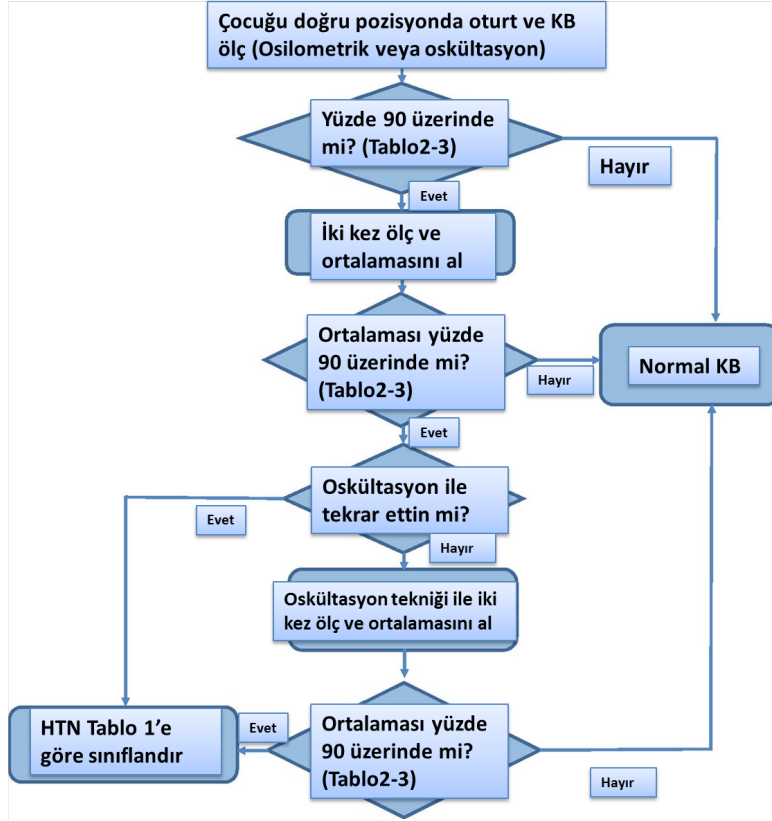 Çocuğu doğru pozisyonda oturt ve KB
ölç (Osilometrik veya oskültasyon)
Yüzde 90 üzerinde
mi? (Tablo2-3)
Hayır
Evet
İki kez ölç ve
ortalamasını al
Ortalaması yüzde
90 üzerinde mi?
(Tablo2-3)
Hayır
Normal KB
Evet
Oskültasyon ile
tekrar ettin mi?
Evet
Hayır
Oskültasyon tekniği ile iki
kez ölç ve ortalamasını al
HTN Tablo 1’e
göre sınıflandır
Evet
Ortalaması yüzde
90 üzerinde mi?
(Tablo2-3)
Hayır